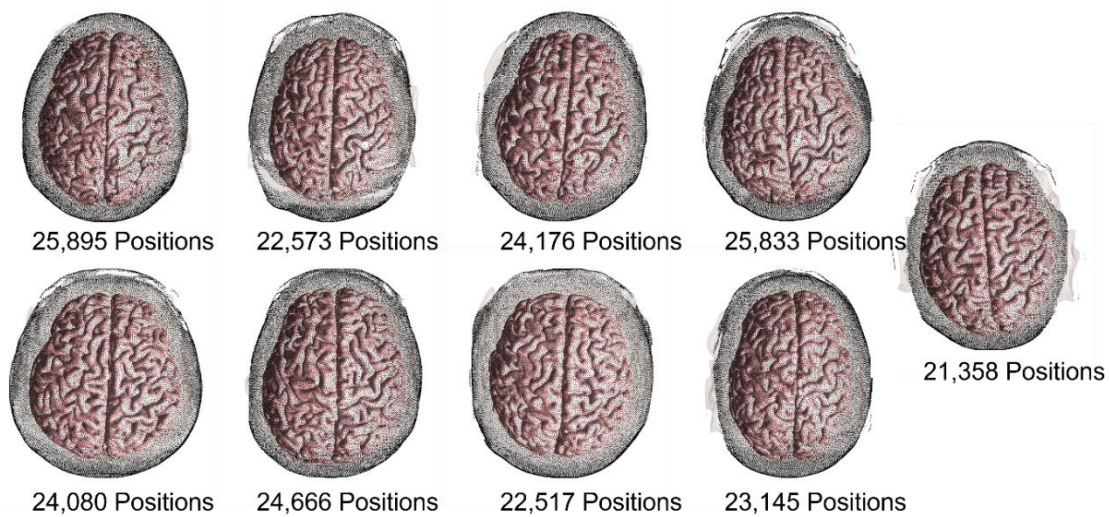 25,895 Positions
22,573 Positions
24,176 Positions
25,833 Positions
21,358 Positions
24,080 Positions
24,666 Positions
22,517 Positions
23,145 Positions